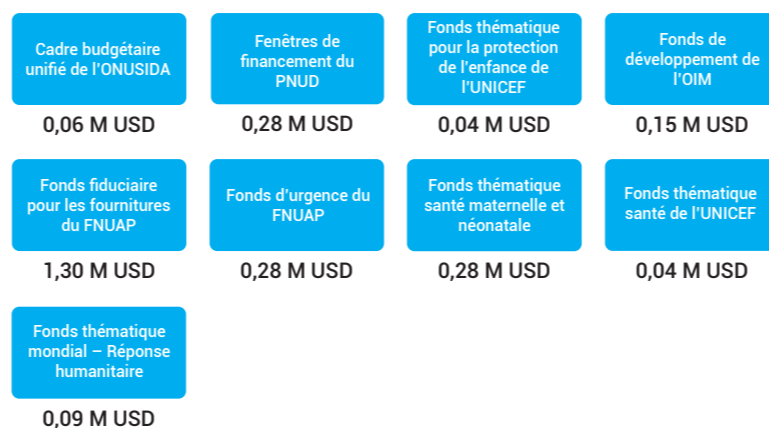 Cadre budgétaire
unifié de l'ONUSIDA
0,06 M USD
Fenêtres de
financement du
PNUD
0,28 M USD
Fonds thématique
pour la protection
de l'enfance de
l'UNICEF
0,04 M USD
Fonds de
développement de
l'OIM
0,15 M USD
Fonds fiduciaire
pour les fournitures
du FNUAP
1,30 M USD
Fonds d'urgence du
FNUAP
0,28 M USD
Fonds thématique
santé maternelle et
néonatale
0,28 M USD
Fonds thématique
santé de l'UNICEF
0,04 M USD
Fonds thématique
mondial – Réponse
humanitaire
0,09 M USD